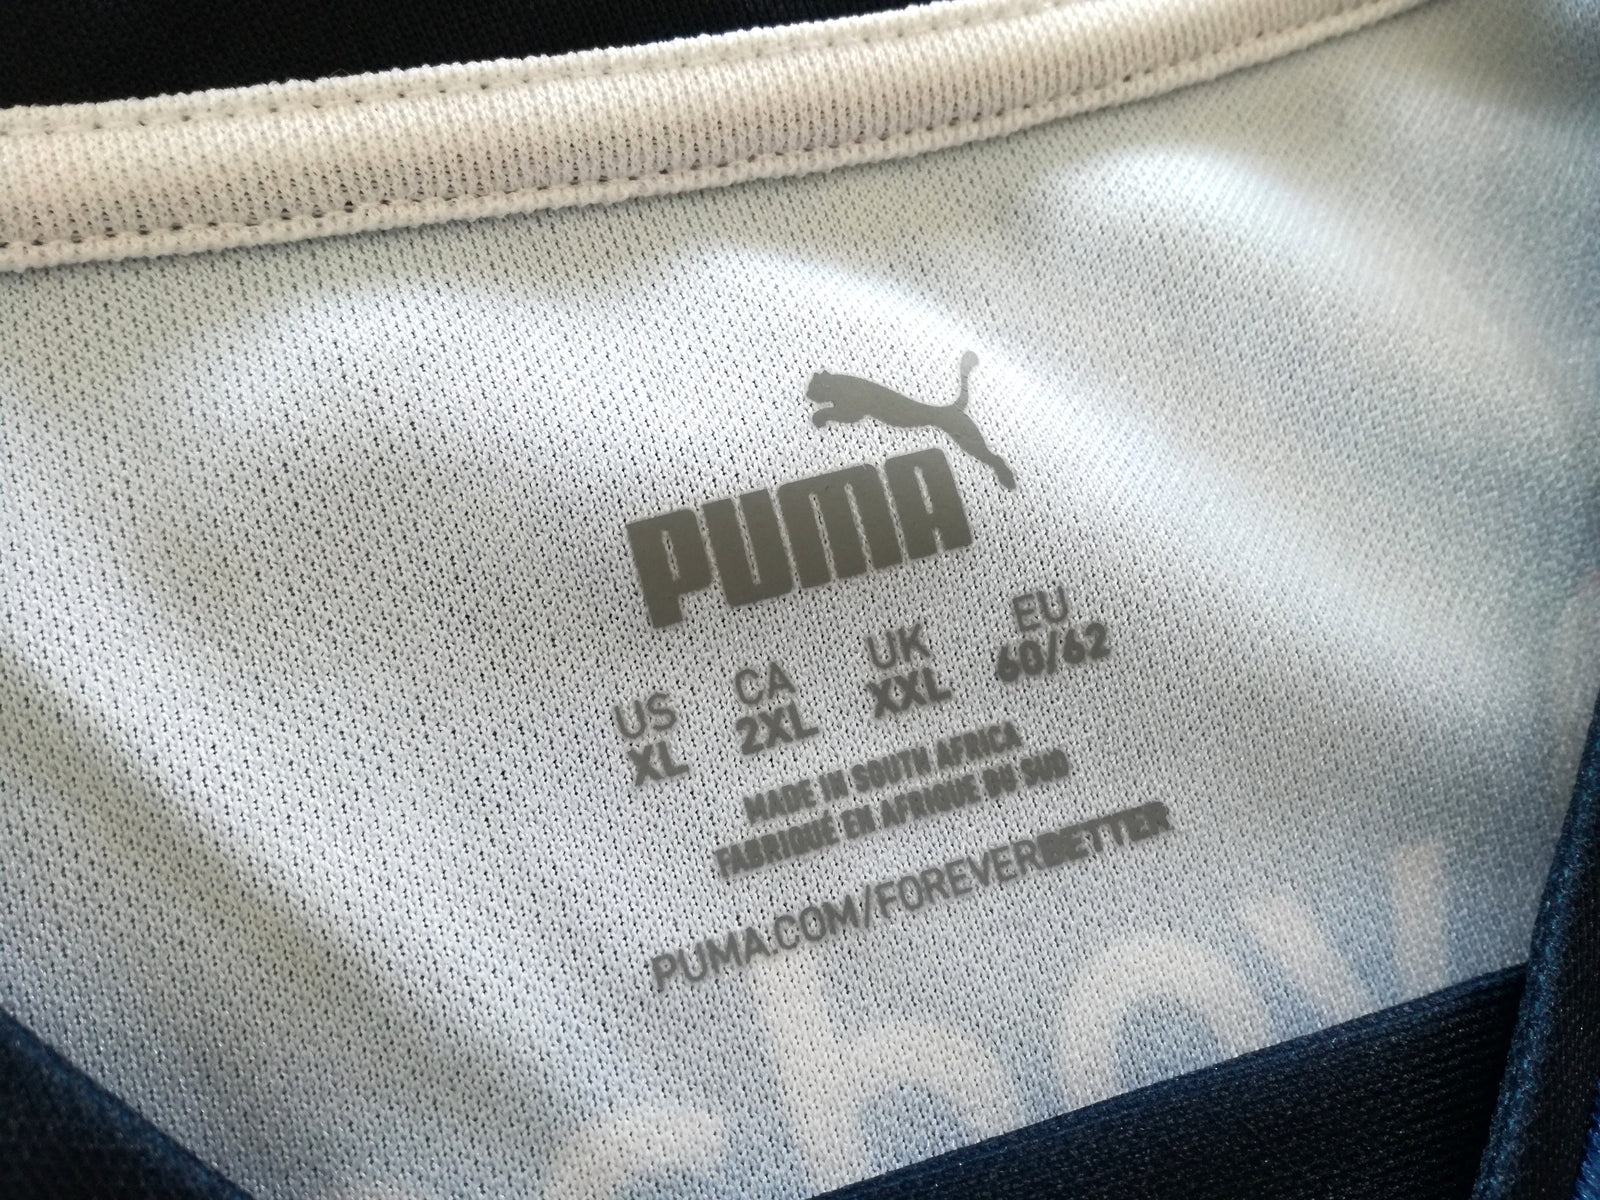 PUMA
US CA UK EU
XL 2XL XXL 60/62
MADE IN SOUTH AFRICA
FABRIQUÉ EN AFRIQUE DU SUD
PUMA.COM/FOREVERBETTER